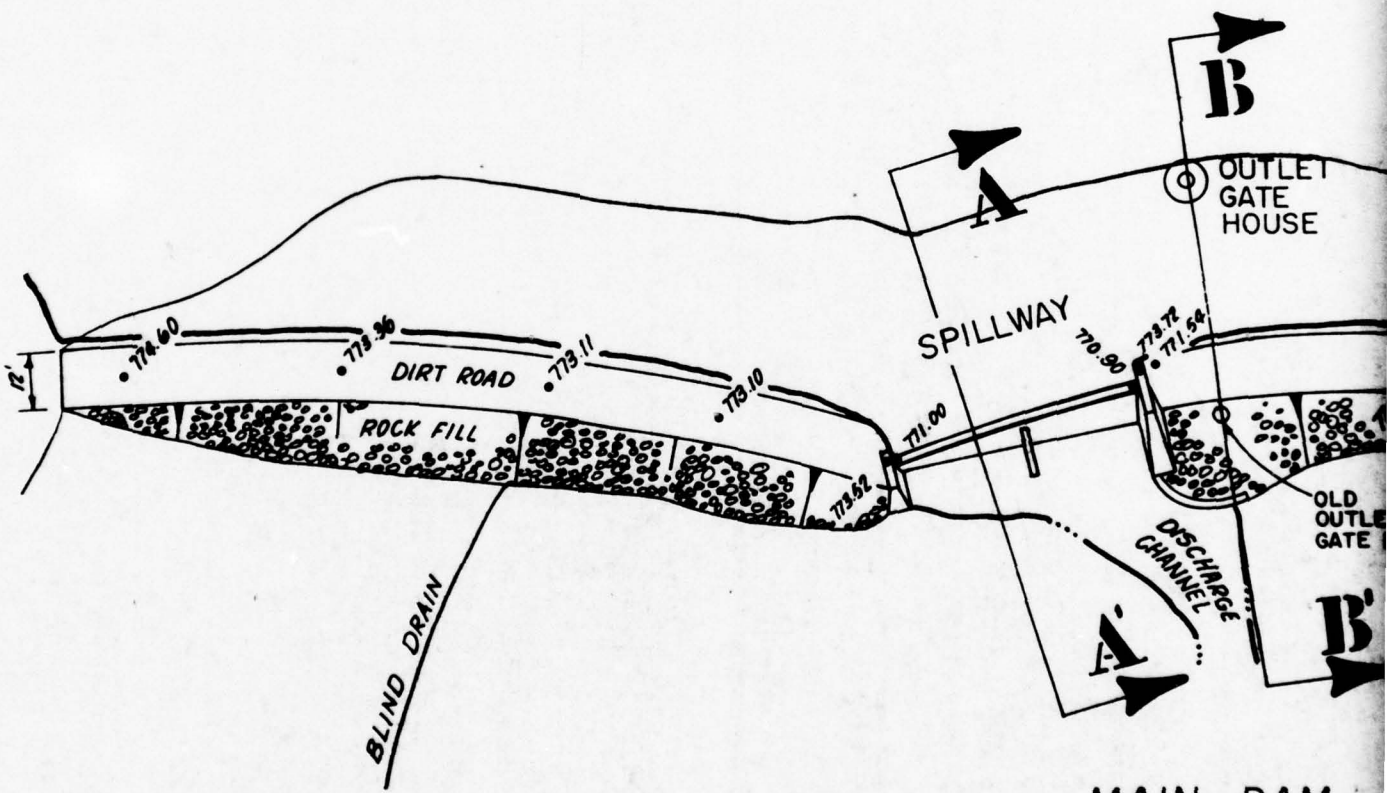 B
A
OUTLET
GATE
HOUSE
SPILLWAY
774.60
773.36
773.11
773.10
770.90
773.72
771.54
12'
DIRT ROAD
ROCK FILL
771.00
773.52
BLIND DRAIN
DISCHARGE
CHANNEL
OLD
OUTLE
GATE
A'
B'
MAIN DAM